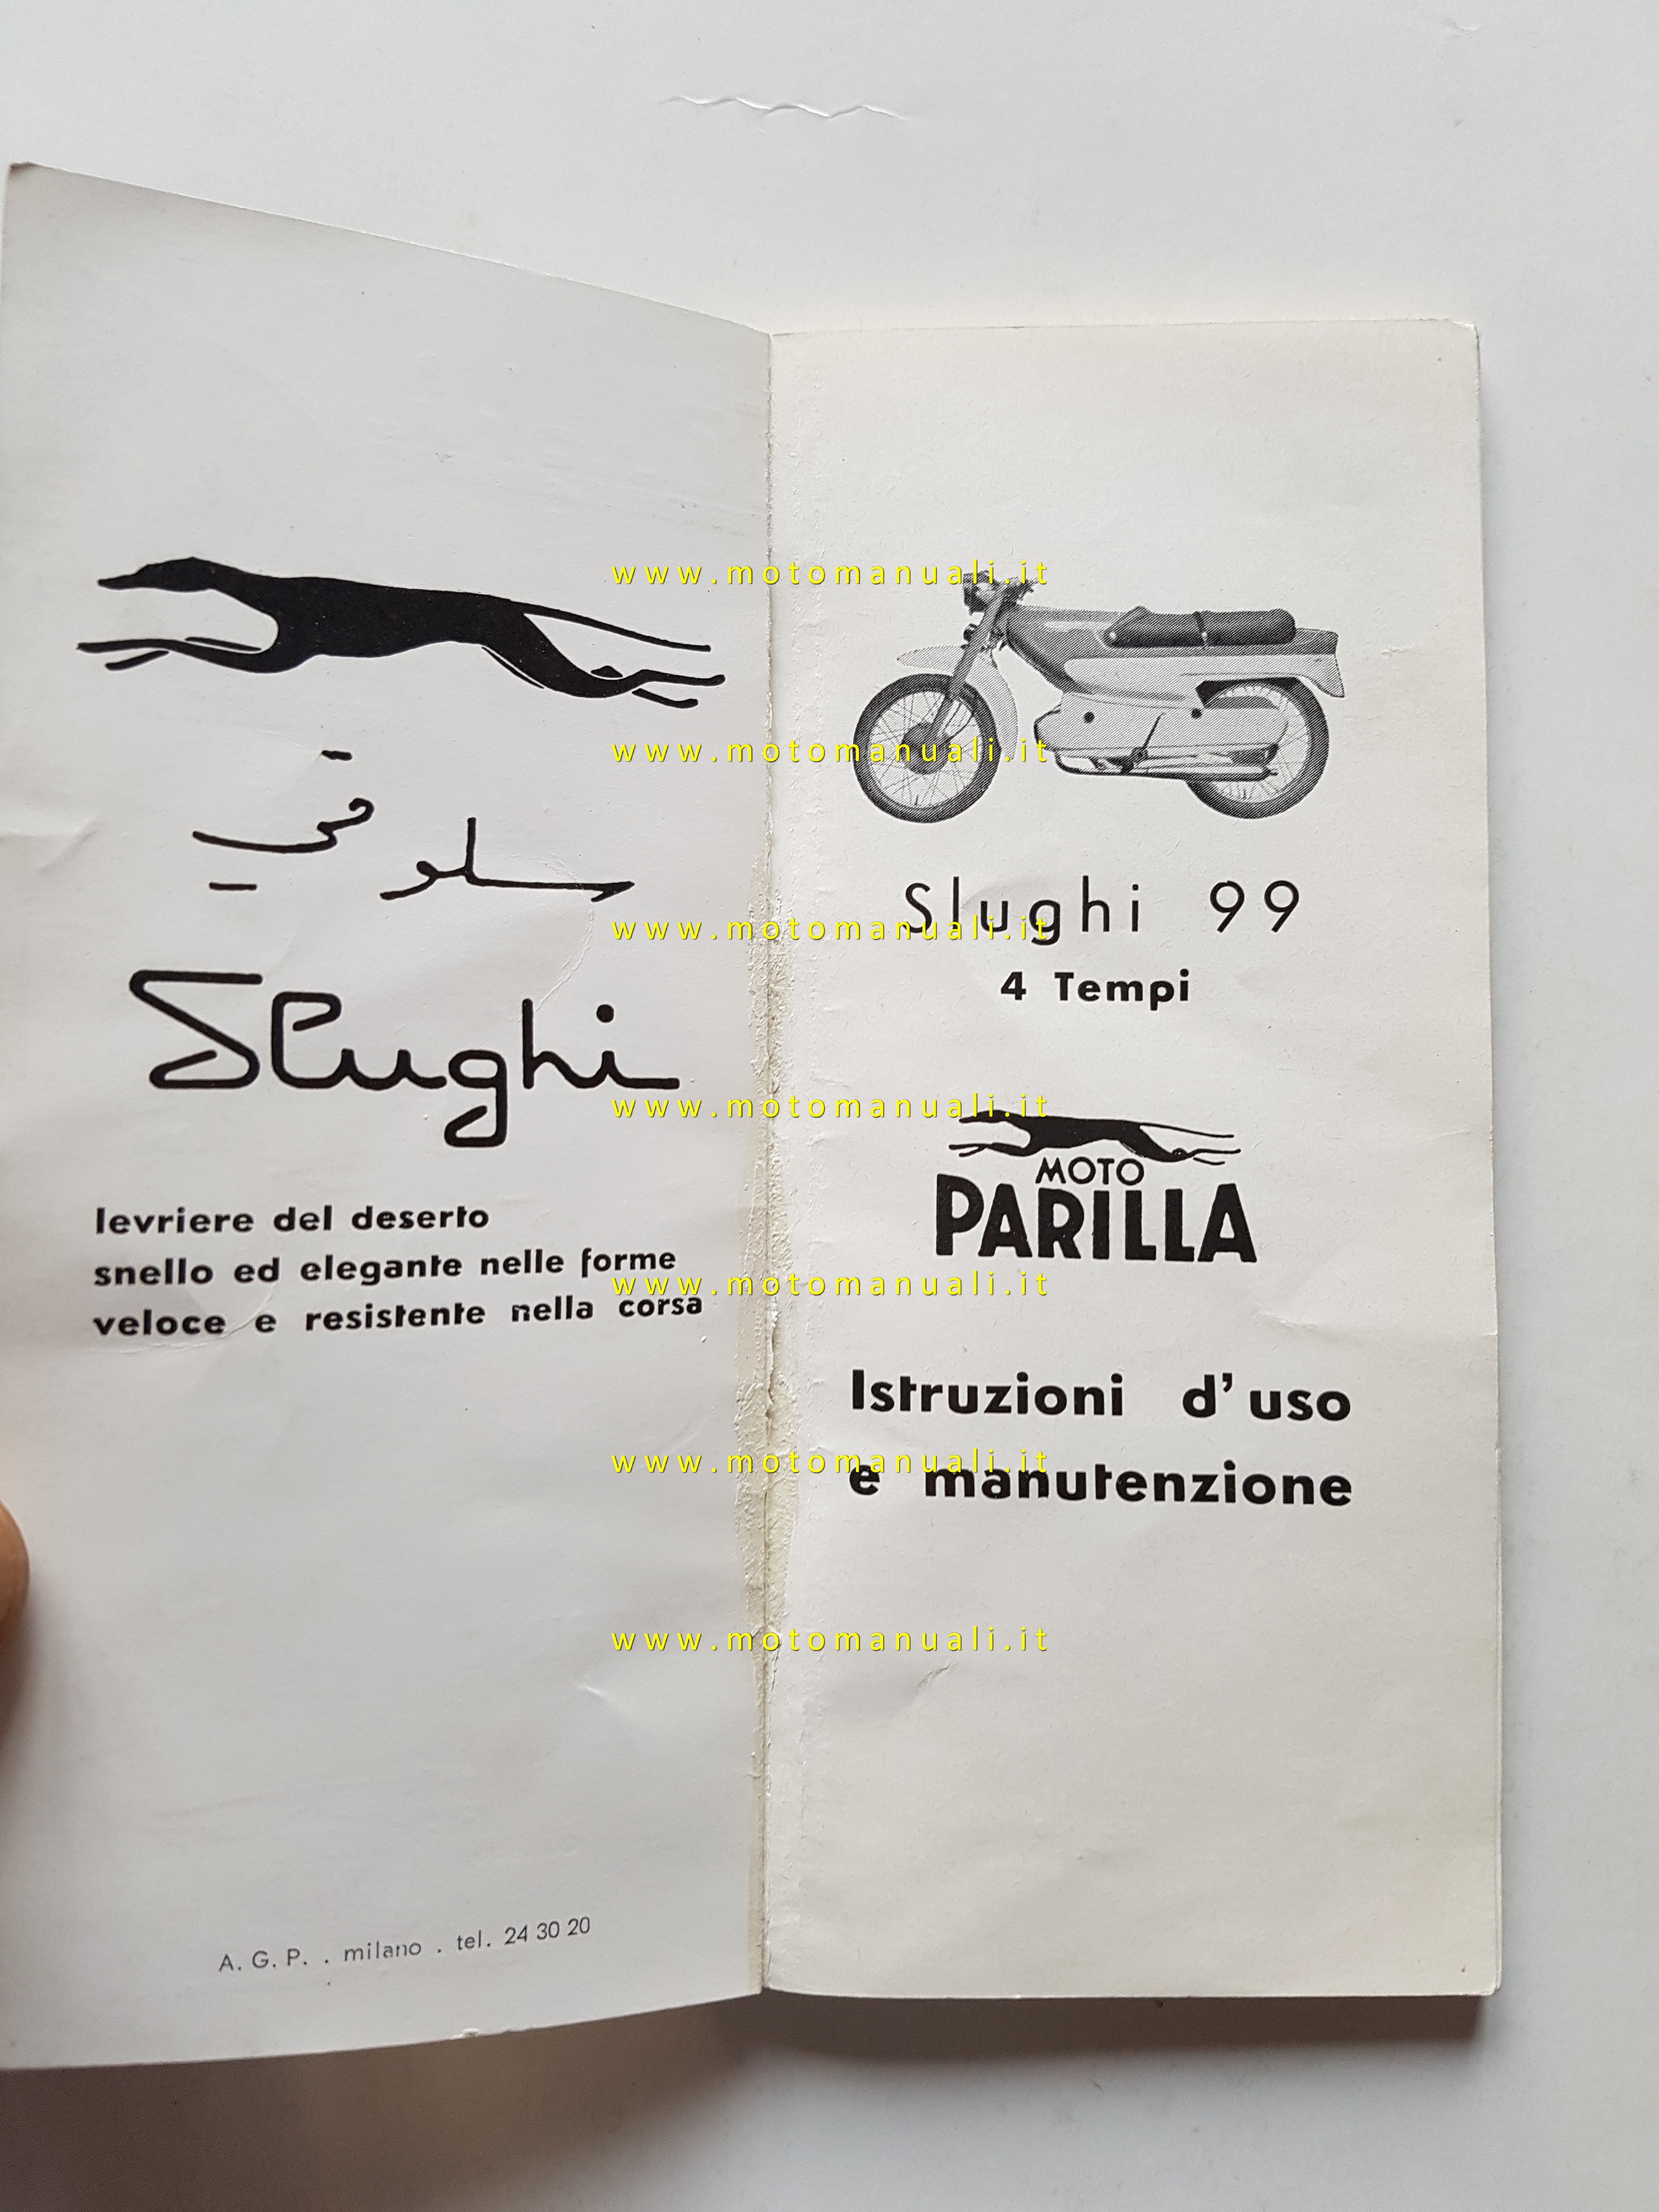 سلوقي
Slughi
levriere del deserto
snello ed elegante nelle forme
veloce e resistente nella corsa
A. G. P. . milano . tel. 24 30 20
Slughi 99
4 Tempi
MOTO
PARILLA
Istruzioni d'uso
e manutenzione
www.motomanuali.it
www.motomanuali.it
www.motomanuali.it
www.motomanuali.it
www.motomanuali.it
www.motomanuali.it
www.motomanuali.it